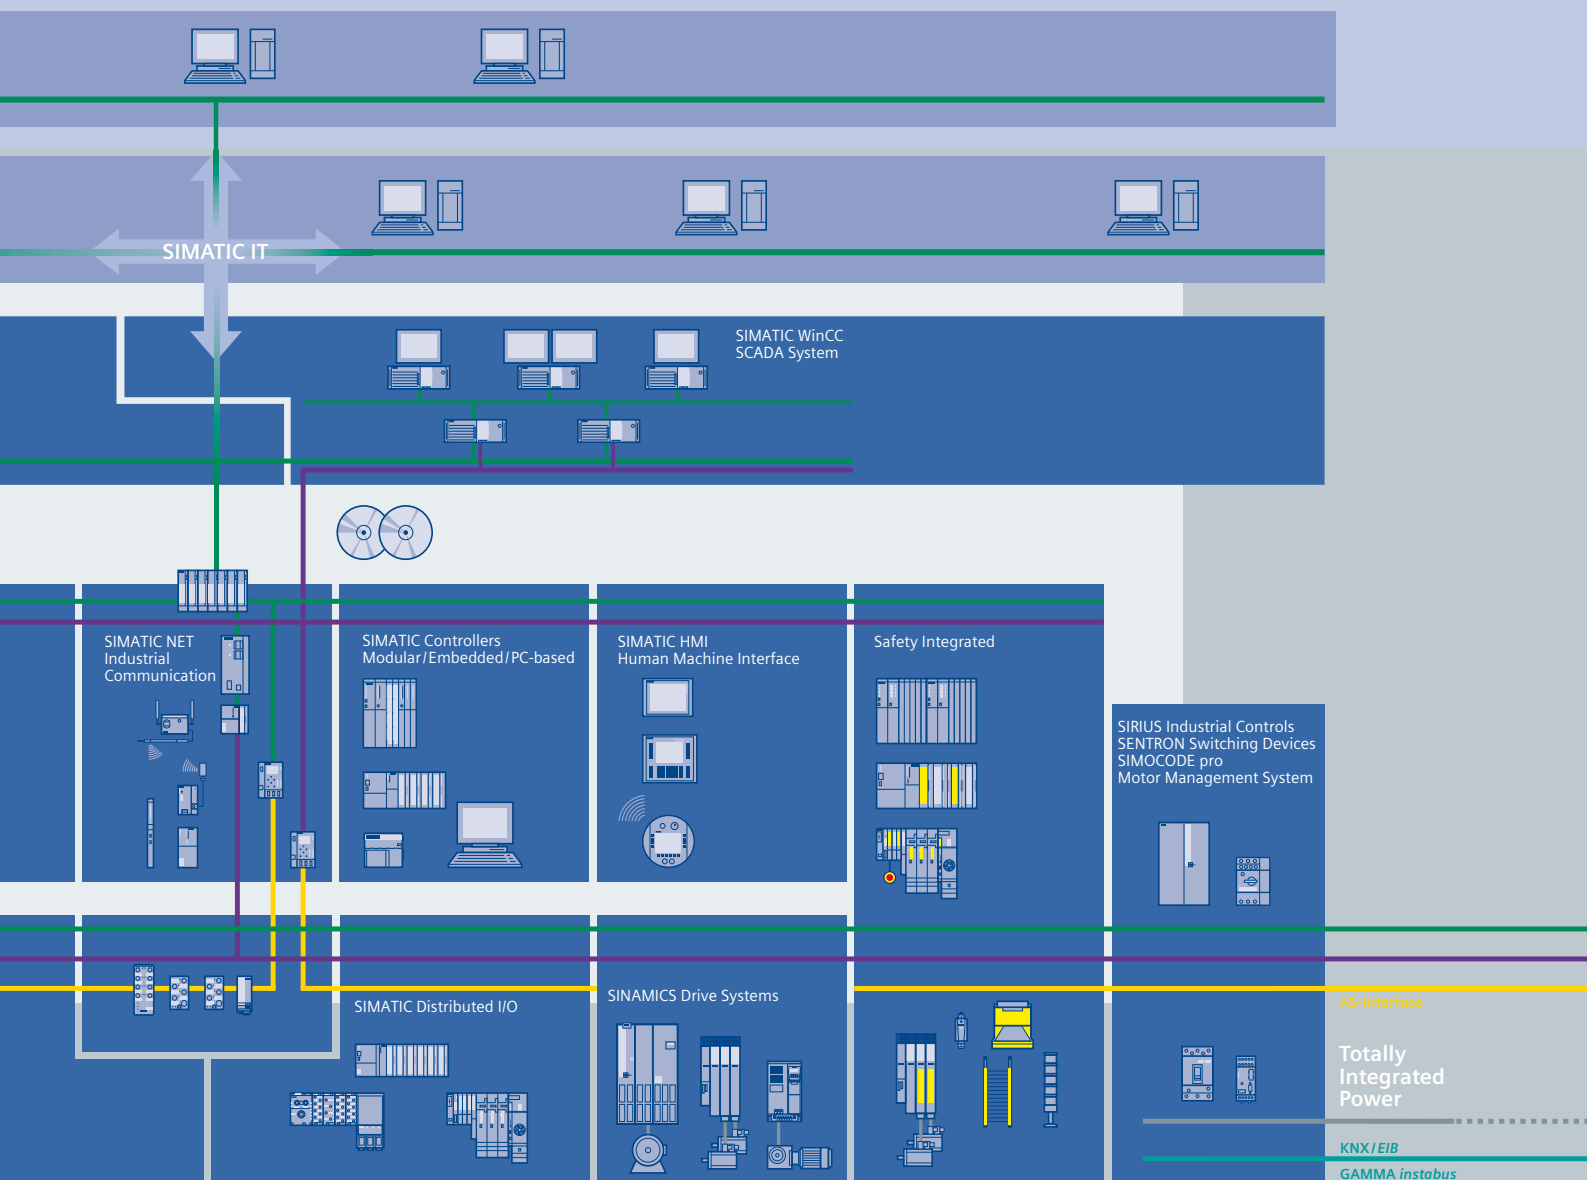 SIMATIC IT
SIMATIC WinCC
SCADA System
SIMATIC NET
Industrial
Communication
SIMATIC Controllers
Modular/Embedded/PC-based
SIMATIC HMI
Human Machine Interface
Safety Integrated
SIRIUS Industrial Controls
SENTRON Switching Devices
SIMOCODE pro
Motor Management System
SIMATIC Distributed I/O
SINAMICS Drive Systems
AS-Interface
Totally
Integrated
Power
KNX/EIB
GAMMA instabus